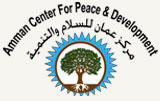 Amman Center For Peace & Development
مركز عمان للسلام والتنمية